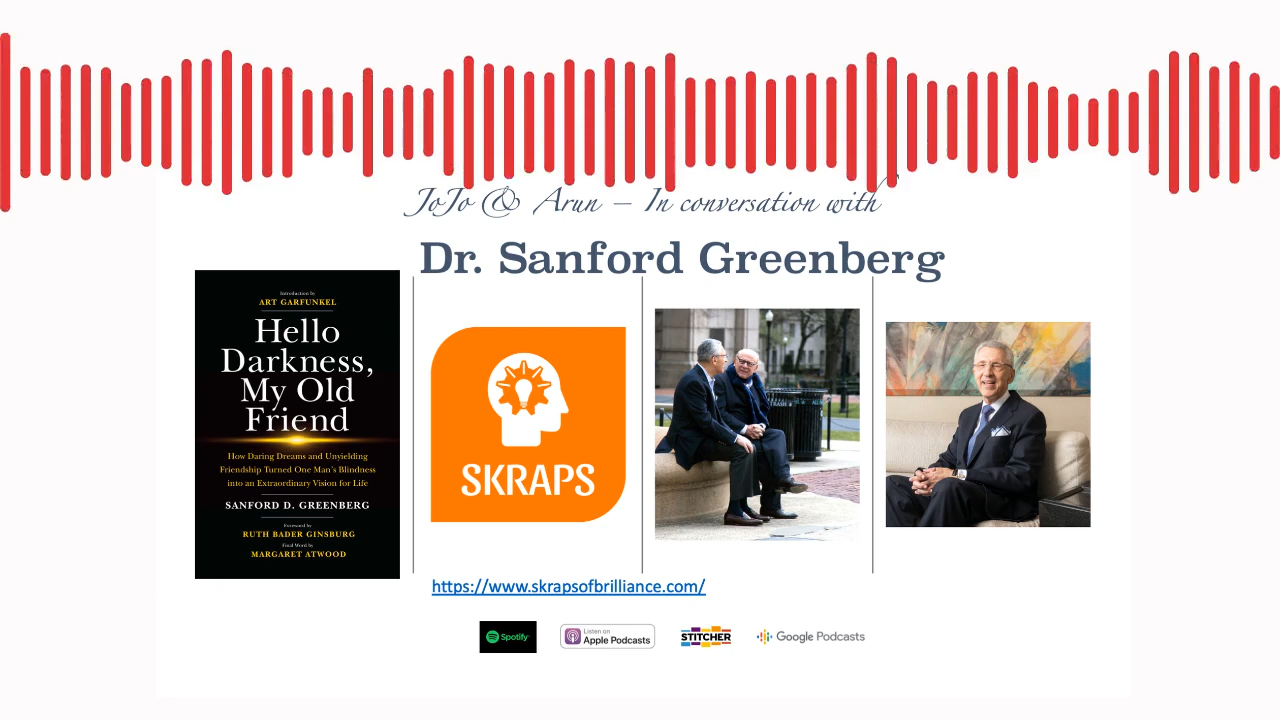 JoJo & Arun – In conversation with
Dr. Sanford Greenberg
Introduction by
ART GARFUNKEL
Hello
Darkness,
My Old
Friend
How Daring Dreams and Unyielding
Friendship Turned One Man's Blindness
into an Extraordinary Vision for Life
SANFORD D. GREENBERG
Foreword by
RUTH BADER GINSBURG
Final Word by
MARGARET ATWOOD
SKRAPS
TRASH
https://www.skrapsofbrilliance.com/
Spotify
Listen on
Apple Podcasts
STITCHER
Google Podcasts